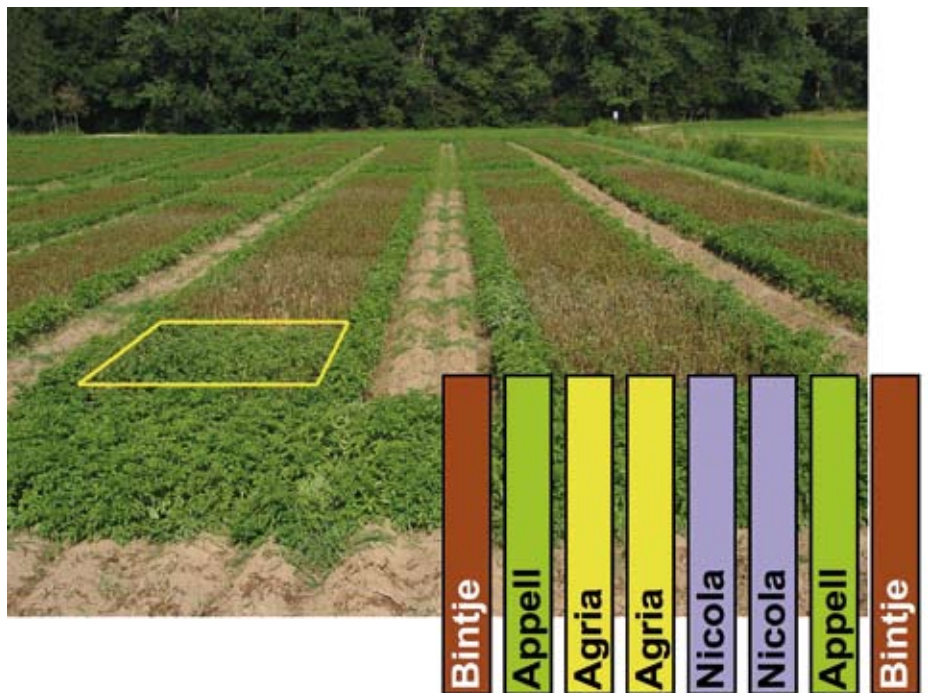 Bintje
Appell
Agria
Agria
Nicola
Nicola
Appell
Bintje